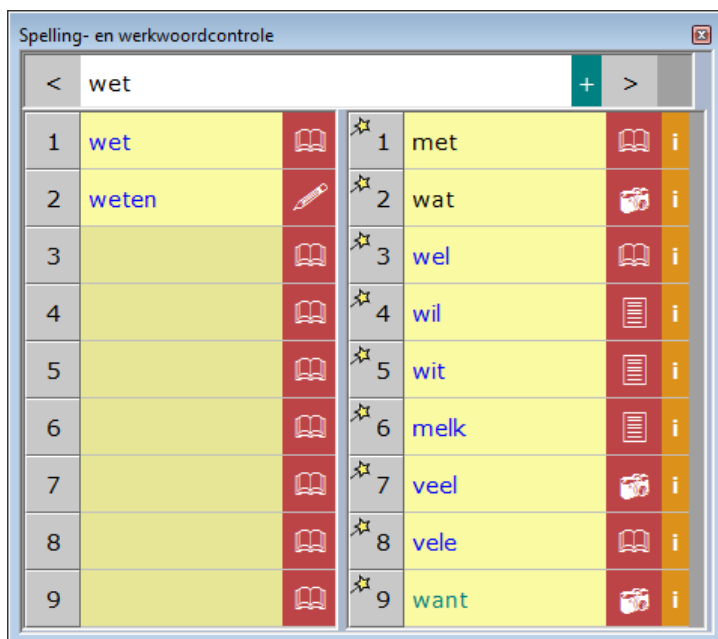 Spelling- en werkwoordcontrole
< wet + >
1 wet
2 weten
3
4
5
6
7
8
9
1 met i
2 wat i
3 wel i
4 wil i
5 wit i
6 melk i
7 veel i
8 vele i
9 want i